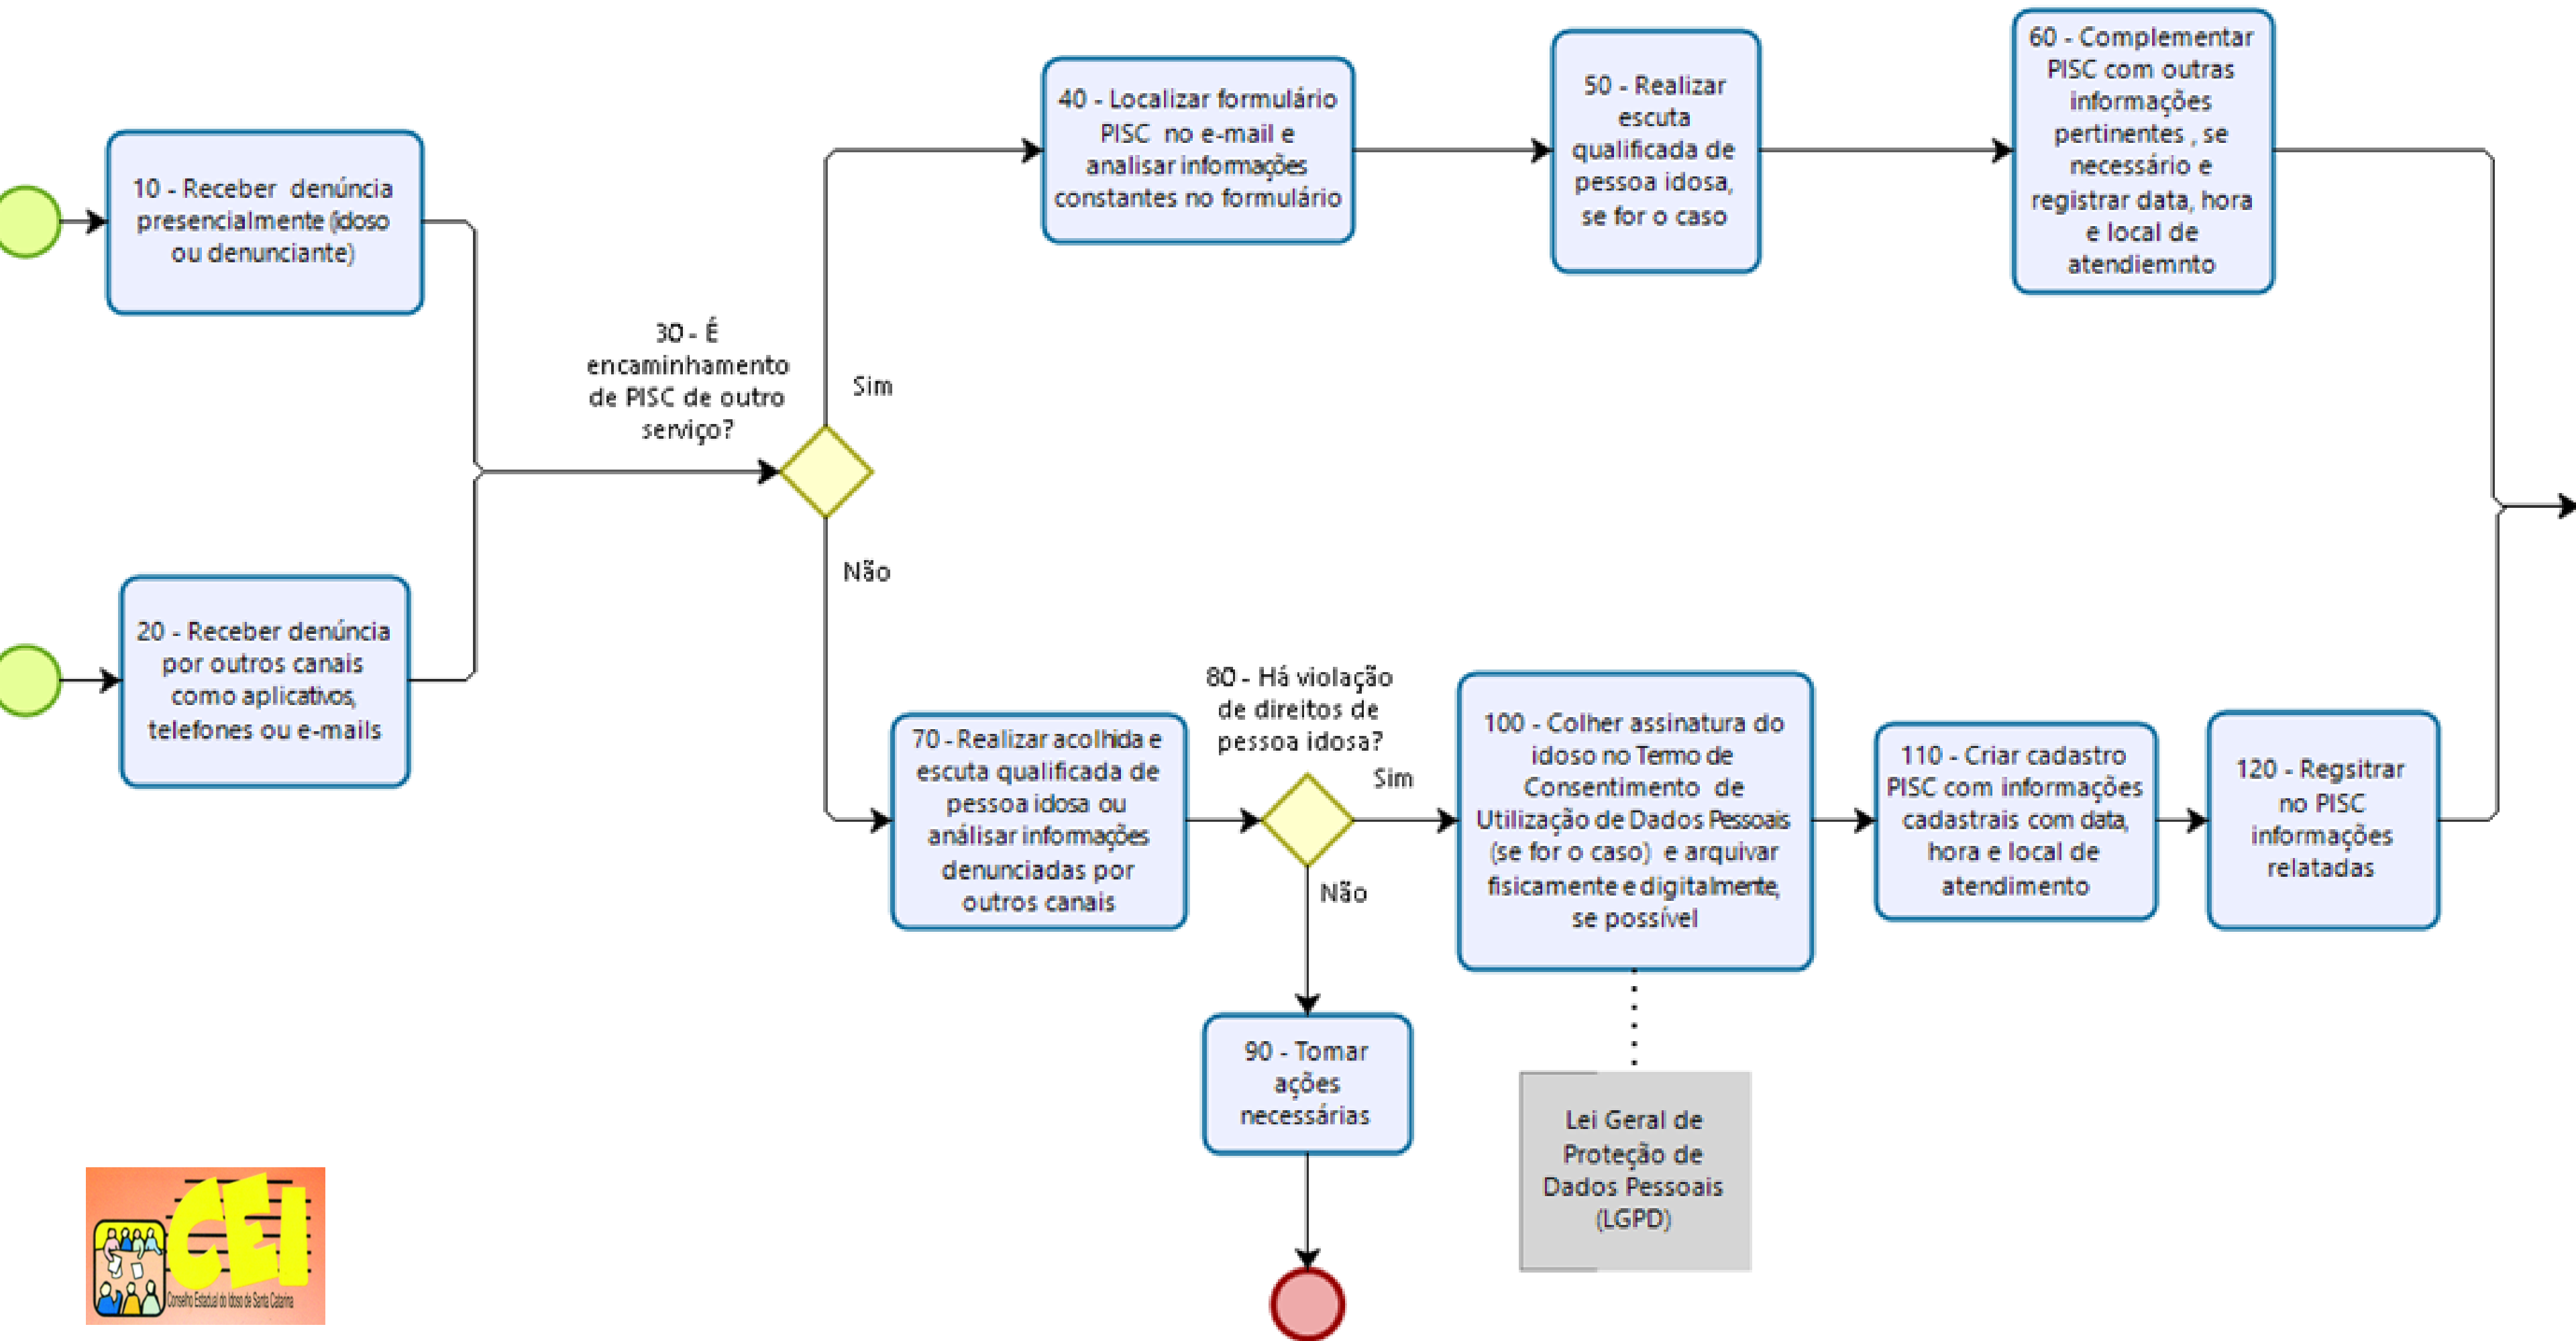 10 - Receber denúncia
presencialmente (idoso
ou denunciante)
20 - Receber denúncia
por outros canais
como aplicativos,
telefones ou e-mails
30 - É
encaminhamento
de PISC de outro
serviço?
Sim
Não
40 - Localizar formulário
PISC no e-mail e
analisar informações
constantes no formulário
50 - Realizar
escuta
qualificada de
pessoa idosa,
se for o caso
60 - Complementar
PISC com outras
informações
pertinentes , se
necessário e
registrar data, hora
e local de
atendiemnto
70 - Realizar acolhida e
escuta qualificada de
pessoa idosa ou
análisar informações
denunciadas por
outros canais
80 - Há violação
de direitos de
pessoa idosa?
Sim
Não
90 - Tomar
ações
necessárias
100 - Colher assinatura do
idoso no Termo de
Consentimento de
Utilização de Dados Pessoais
(se for o caso) e arquivar
fisicamente e digitalmente,
se possível
110 - Criar cadastro
PISC com informações
cadastrais com data,
hora e local de
atendimento
120 - Regsitrar
no PISC
informações
relatadas
Lei Geral de
Proteção de
Dados Pessoais
(LGPD)
CEI
Conselho Estadual do Idoso de Santa Catarina